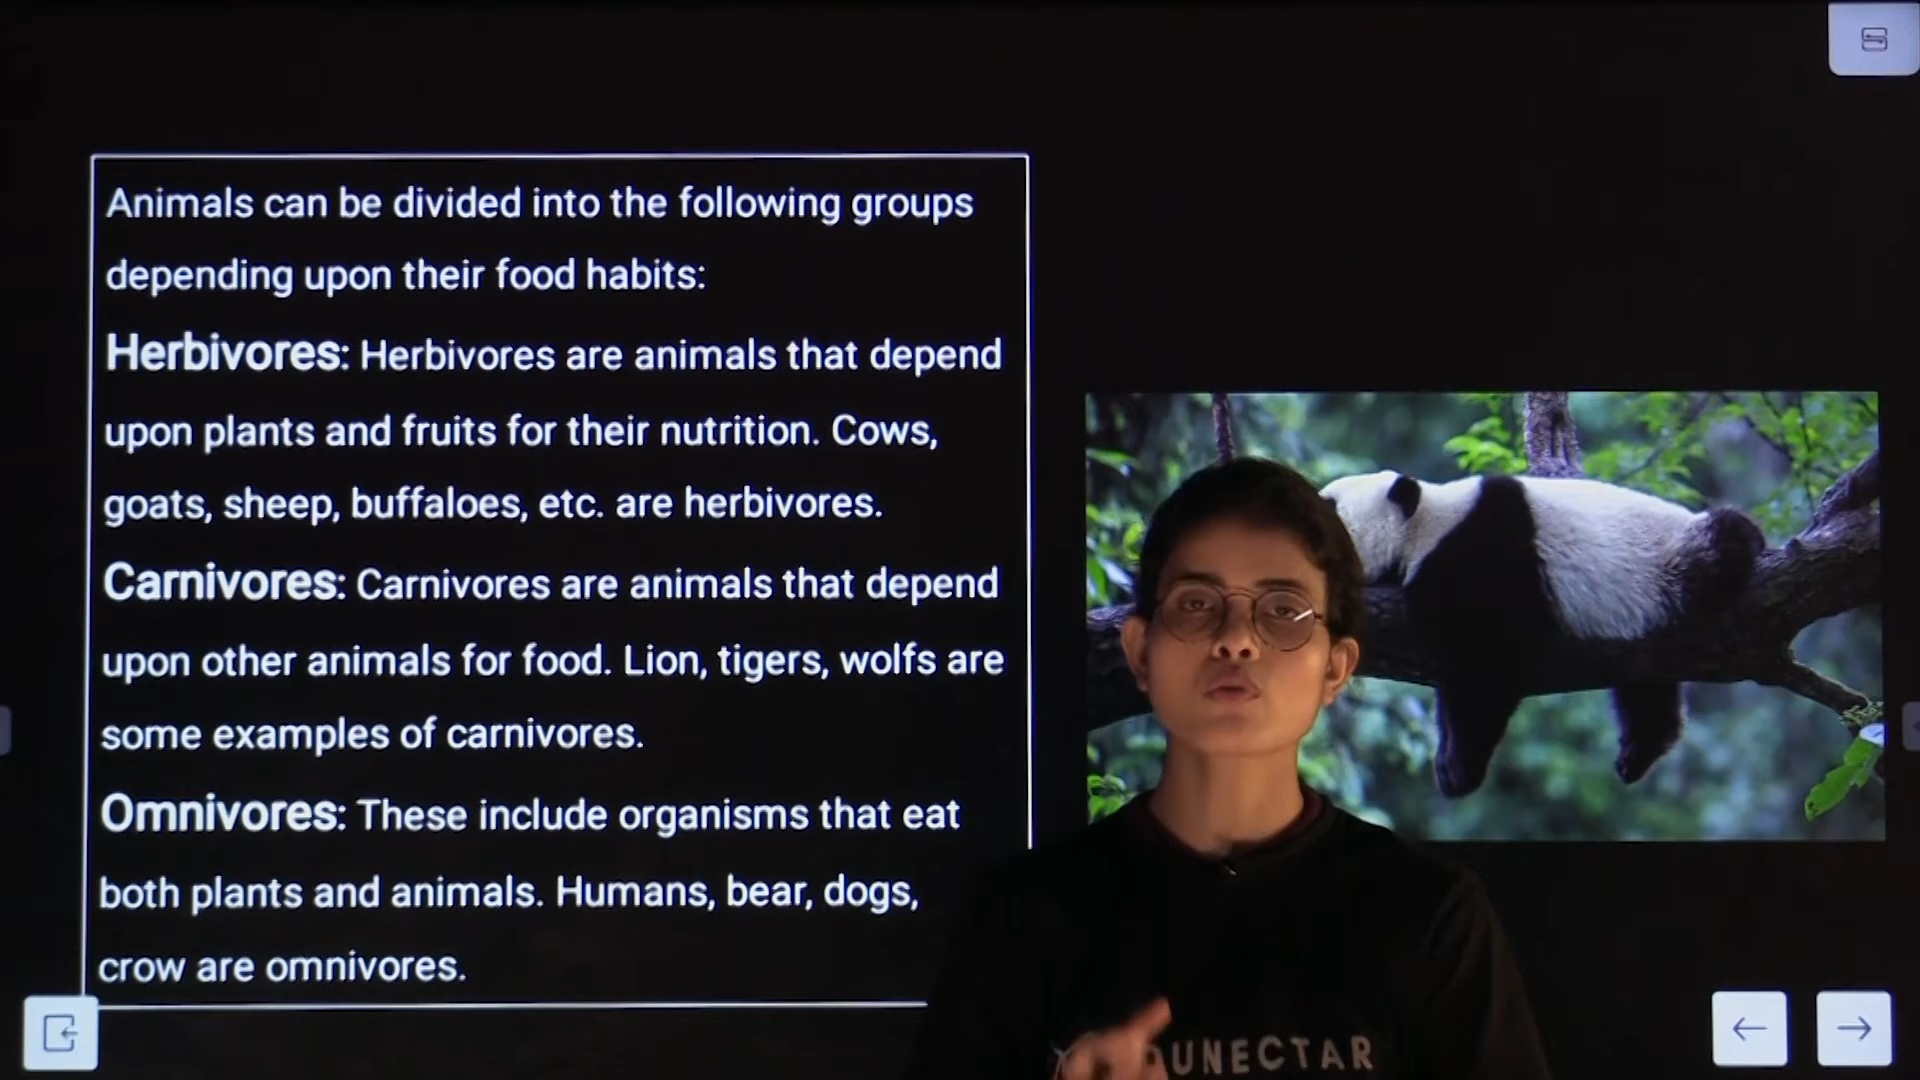 Animals can be divided into the following groups
depending upon their food habits:
Herbivores: Herbivores are animals that depend
upon plants and fruits for their nutrition. Cows,
goats, sheep, buffaloes, etc. are herbivores.
Carnivores: Carnivores are animals that depend
upon other animals for food. Lion, tigers, wolfs are
some examples of carnivores.
Omnivores: These include organisms that eat
both plants and animals. Humans, bear, dogs,
crow are omnivores.